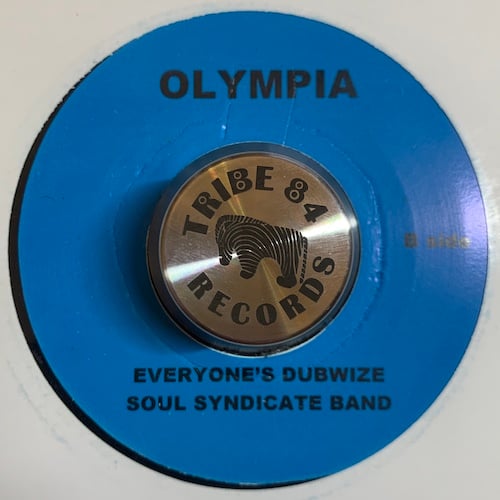 OLYMPIA
TRIBE 84
RECORDS
B side
EVERYONE'S DUBWIZE
SOUL SYNDICATE BAND